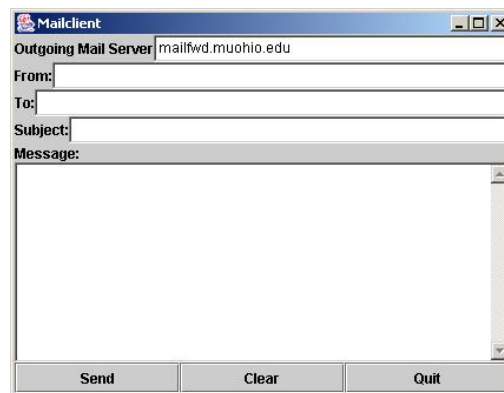 Mailclient
Outgoing Mail Server mailfwd.muohio.edu
From:
To:
Subject:
Message:
Send Clear Quit